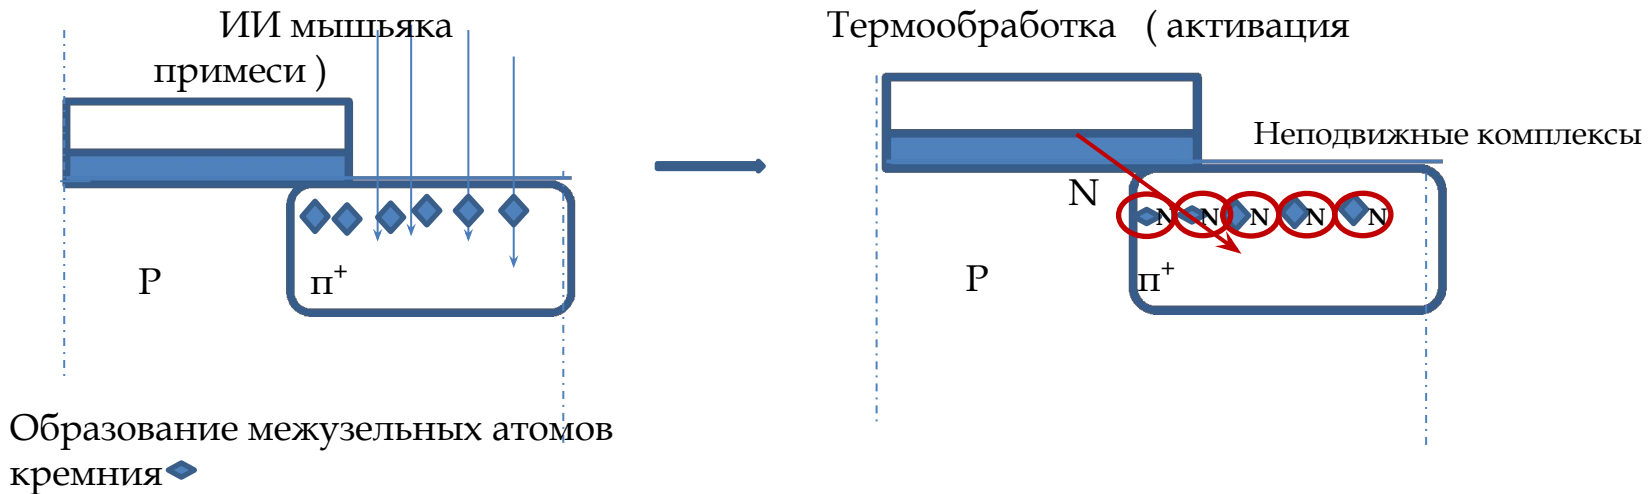 ИИ мышьяка
примеси )
P
п+
Образование межузельных атомов
кремния
Термообработка ( активация
Неподвижные комплексы
N
N N N N N
P
п+